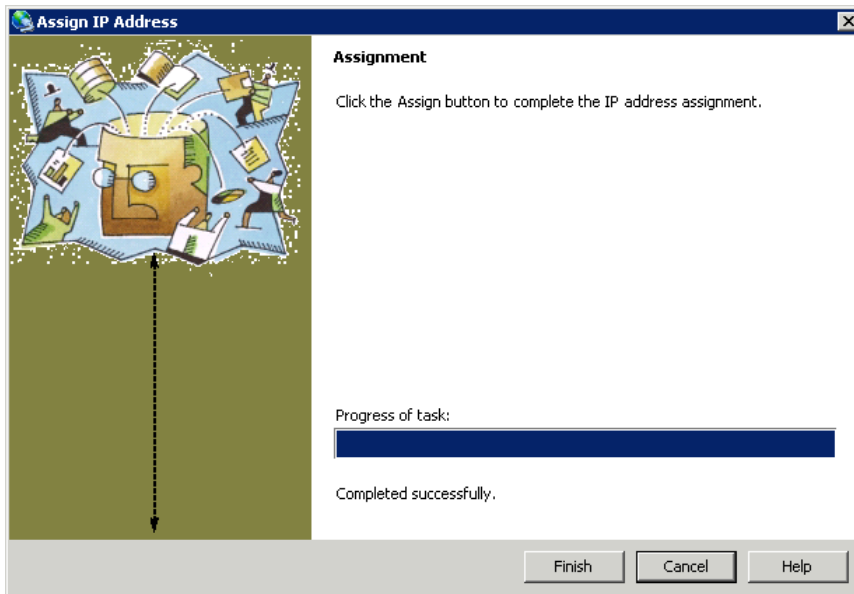 Assign IP Address
Assignment
Click the Assign button to complete the IP address assignment.
Progress of task:
Completed successfully.
Finish
Cancel
Help